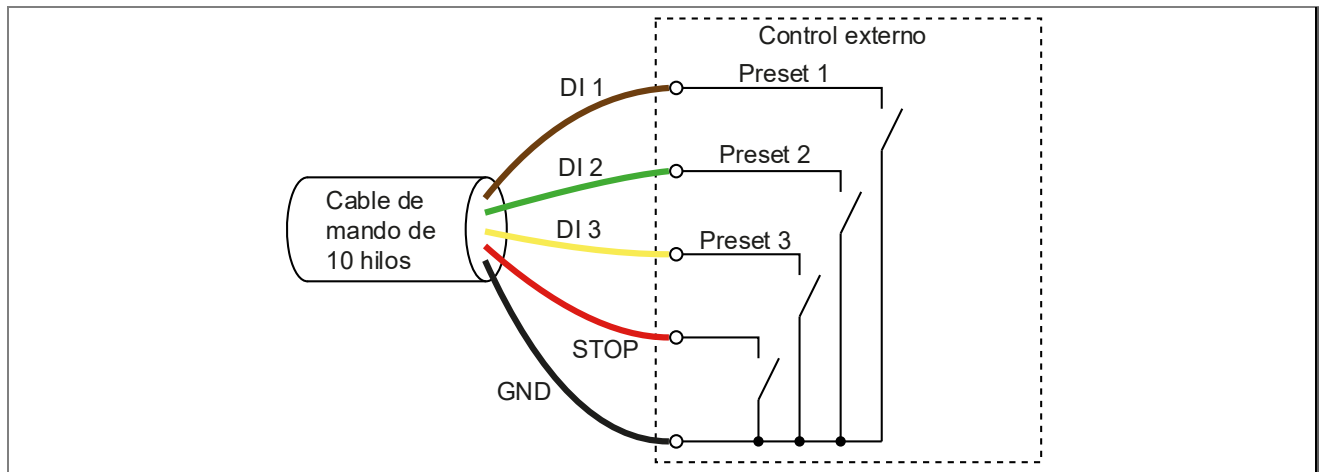 Control externo
Preset 1
DI 1
Preset 2
DI 2
Cable de
mando de
10 hilos
DI 3
Preset 3
STOP
GND